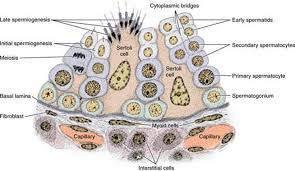 Cytoplasmic bridges
Late spermiogenesis
Early spermatids
Initial spermiogenesis
Sertoli
cell
Secondary spermatocytes
Meiosis
Sertoli
cell
Primary spermatocyte
Basal lamina
Spermatogonium
Fibroblast
Myoid cells
Capillary
Capillary
Interstitial cells